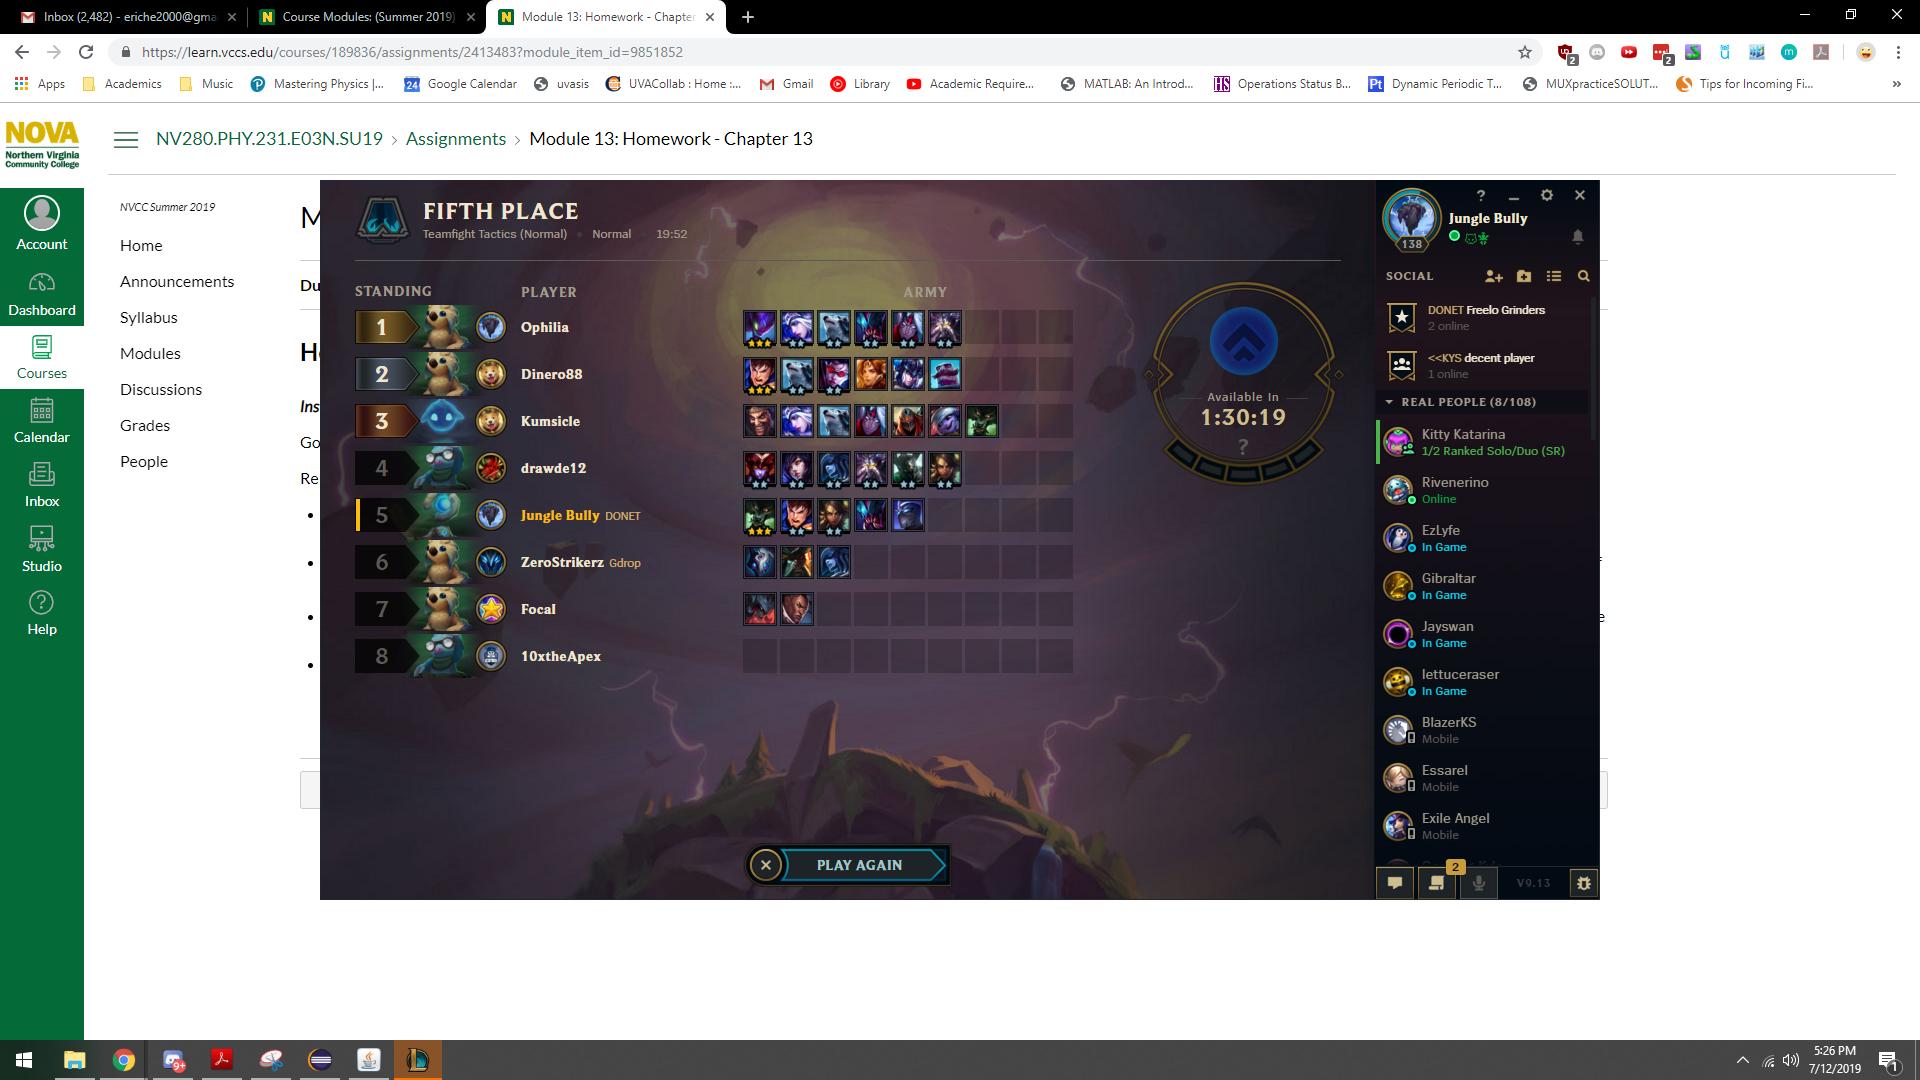 Inbox (2,482) - eriche2000@gma
Course Modules: (Summer 2019)
Module 13: Homework - Chapter
https://learn.vccs.edu/courses/189836/assignments/2413483?module_item_id=9851852
2
2
Apps
Academics
Music
Mastering Physics |...
24
Google Calendar
uvasis
UVACollab : Home :...
Gmail
Library
Academic Require...
MATLAB: An Introd...
HS
Operations Status B...
Pt
Dynamic Periodic T...
MUXpracticeSOLUT...
Tips for Incoming Fi...
»
NOVA
Northern Virginia
Community College
NV280.PHY.231.E03N.SU19 › Assignments › Module 13: Homework - Chapter 13
Account
Dashboard
Courses
Calendar
Inbox
Studio
Help
NVCC Summer 2019
Home
Announcements
Syllabus
Modules
Discussions
Grades
People
M
Du
H
Ins
Go
Re
FIFTH PLACE
Teamfight Tactics (Normal) • Normal • 19:52
STANDING PLAYER ARMY
1 Ophilia
2 Dinero88
3 Kumsicle
4 drawde12
5 Jungle Bully DONET
6 ZeroStrikerz Gdrop
7 Focal
8 10xtheApex
Available In
1:30:19
?
PLAY AGAIN
?
Jungle Bully
138
SOCIAL
DONET Freelo Grinders
2 online
<<KYS decent player
1 online
REAL PEOPLE (8/108)
Kitty Katarina
1/2 Ranked Solo/Duo (SR)
Rivenerino
Online
EzLyfe
In Game
Gibraltar
In Game
Jayswan
In Game
lettuceraser
In Game
BlazerKS
Mobile
Essarel
Mobile
Exile Angel
Mobile
2
V9.13
9+
5:26 PM
7/12/2019
1